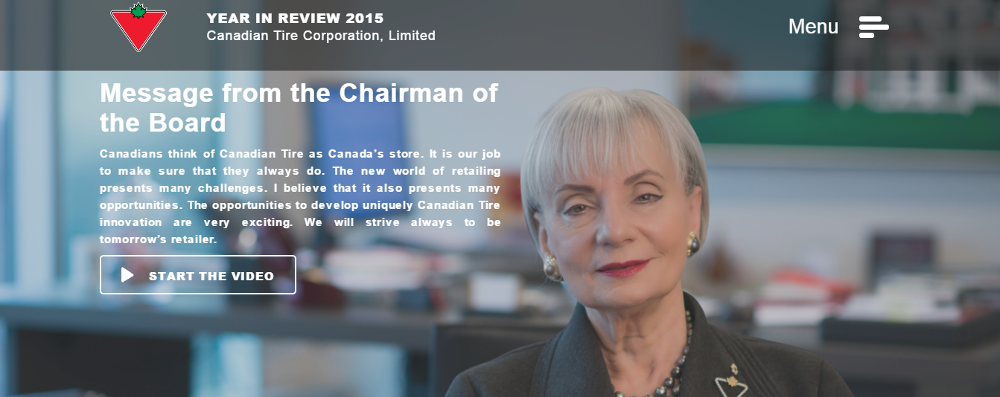 YEAR IN REVIEW 2015
Canadian Tire Corporation, Limited
Menu
Message from the Chairman of
the Board
Canadians think of Canadian Tire as Canada’s store. It is our job
to make sure that they always do. The new world of retailing
presents many challenges. I believe that it also presents many
opportunities. The opportunities to develop uniquely Canadian Tire
innovation are very exciting. We will strive always to be
tomorrow’s retailer.
START THE VIDEO